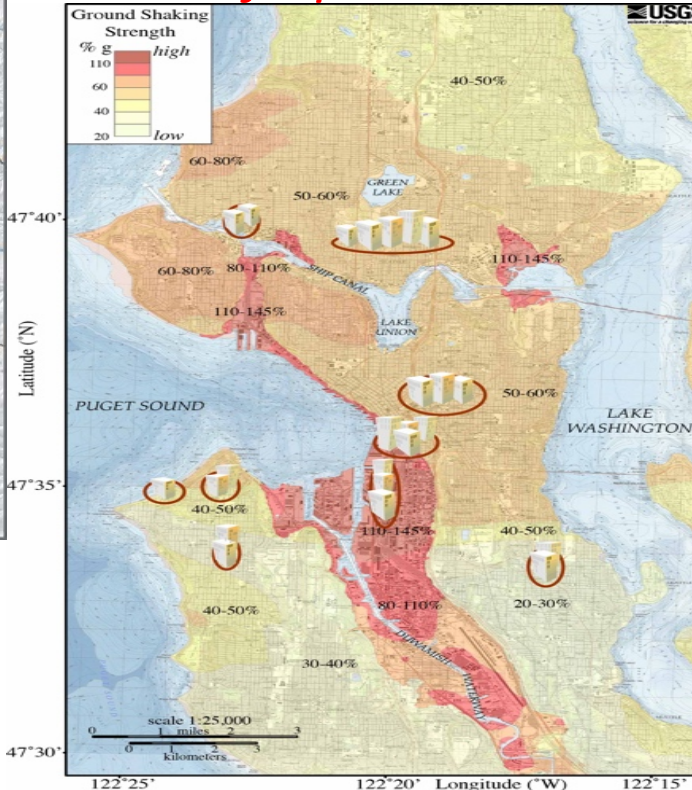 USG
Ground Shaking
Strength
% g
high
110
60
40
20
low
40-50%
60-80%
50-60%
GREEN
LAKE
47°40'
60-80%
80-110%
SHIP CANAL
110-145%
110-145%
LAKE
UNION
Latitude (°N)
PUGET SOUND
50-60%
LAKE
WASHINGTON
47°35'
40-50%
110-145%
40-50%
40-50%
80-110%
20-30%
30-40%
DUWAMISH
WATERWAY
scale 1:25,000
0 1 miles 2 3
0 1 2 3
kilometers
47°30'
122°25' 122°20' Longitude (°W) 122°15'